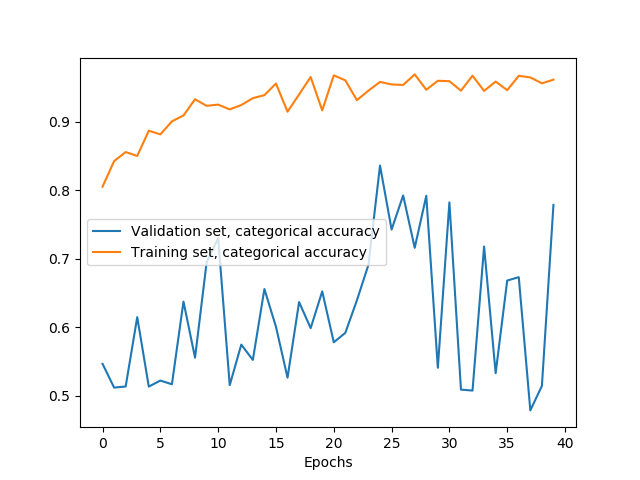 0.9
0.8
0.7
0.6
0.5
Validation set, categorical accuracy
Training set, categorical accuracy
0 5 10 15 20 25 30 35 40
Epochs